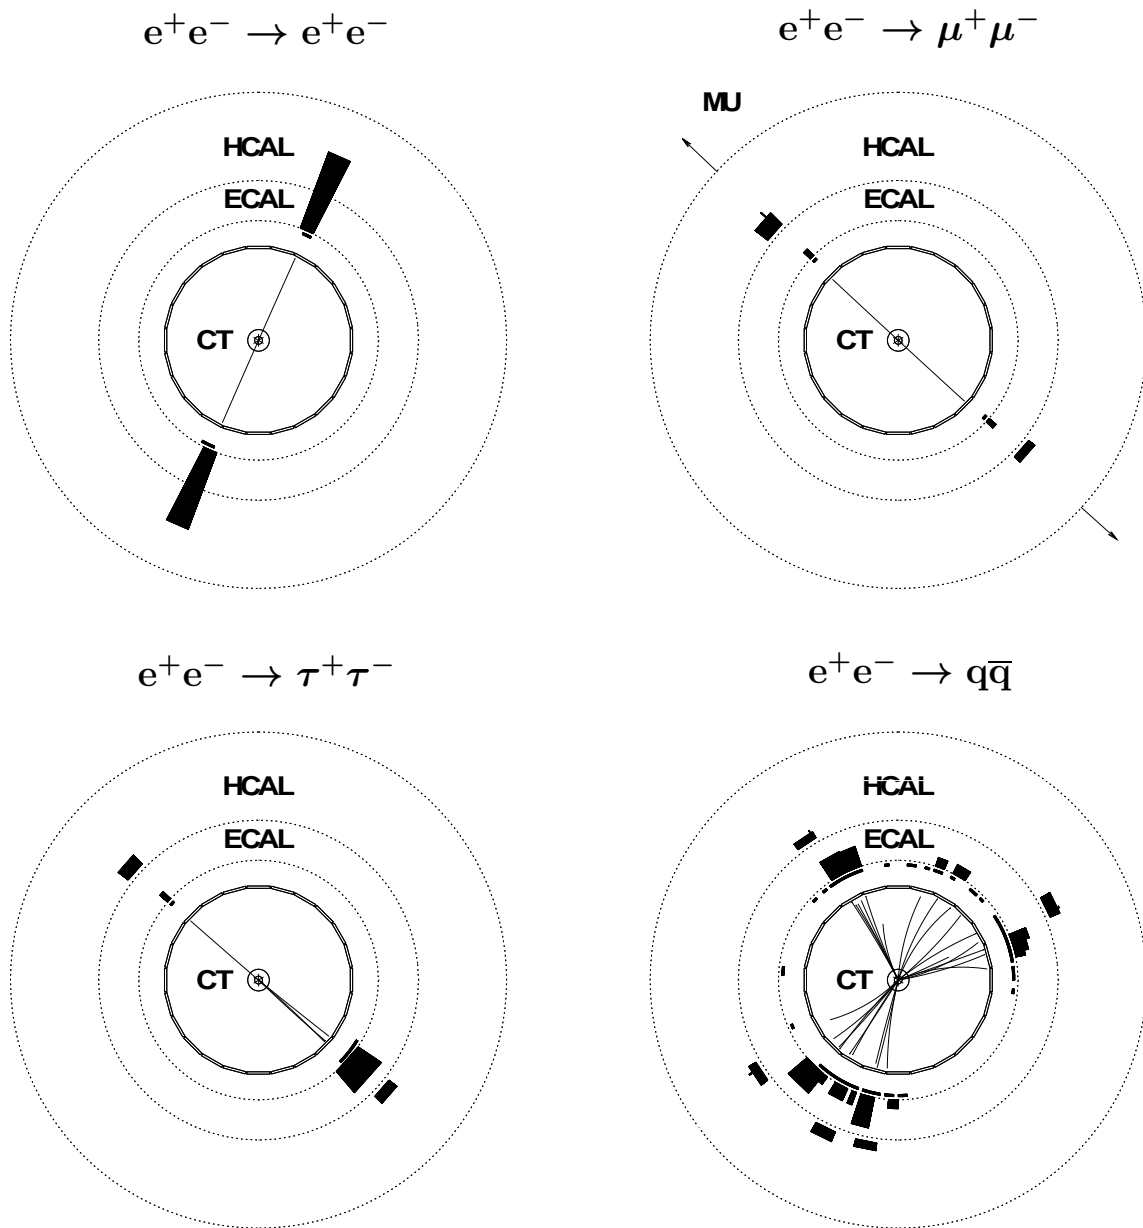 e⁺e⁻ → e⁺e⁻
HCAL
ECAL
CT
e⁺e⁻ → μ⁺μ⁻
MU
HCAL
ECAL
CT
e⁺e⁻ → τ⁺τ⁻
HCAL
ECAL
CT
e⁺e⁻ → qq̅
HCAL
ECAL
CT